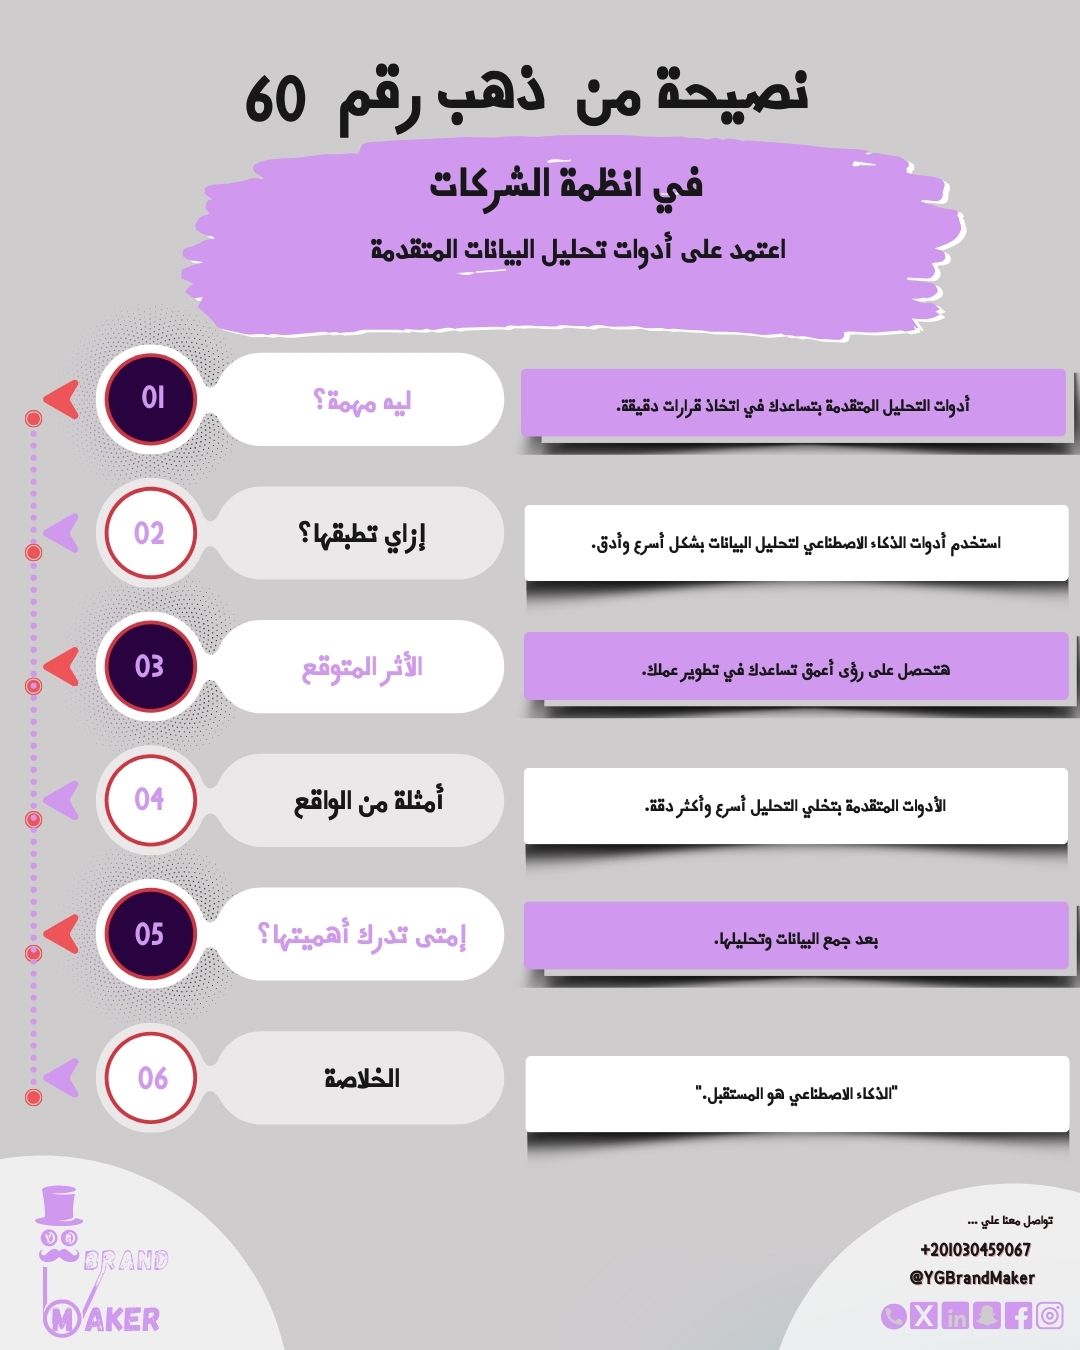 نصيحة من ذهب رقم 60
في انظمة الشركات
اعتمد على أدوات تحليل البيانات المتقدمة
01
ليه مهمة؟
أدوات التحليل المتقدمة بتساعدك في اتخاذ قرارات دقيقة.
02
إزاي تطبقها؟
استخدم أدوات الذكاء الاصطناعي لتحليل البيانات بشكل أسرع وأدق.
03
الأثر المتوقع
هتحصل على رؤى أعمق تساعدك في تطوير عملك.
04
أمثلة من الواقع
الأدوات المتقدمة بتخلي التحليل أسرع وأكثر دقة.
05
إمتى تدرك أهميتها؟
بعد جمع البيانات وتحليلها.
06
الخلاصة
"الذكاء الاصطناعي هو المستقبل."
تواصل معنا علي ...
+201030459067
@YGBrandMaker
BRAND
MAKER